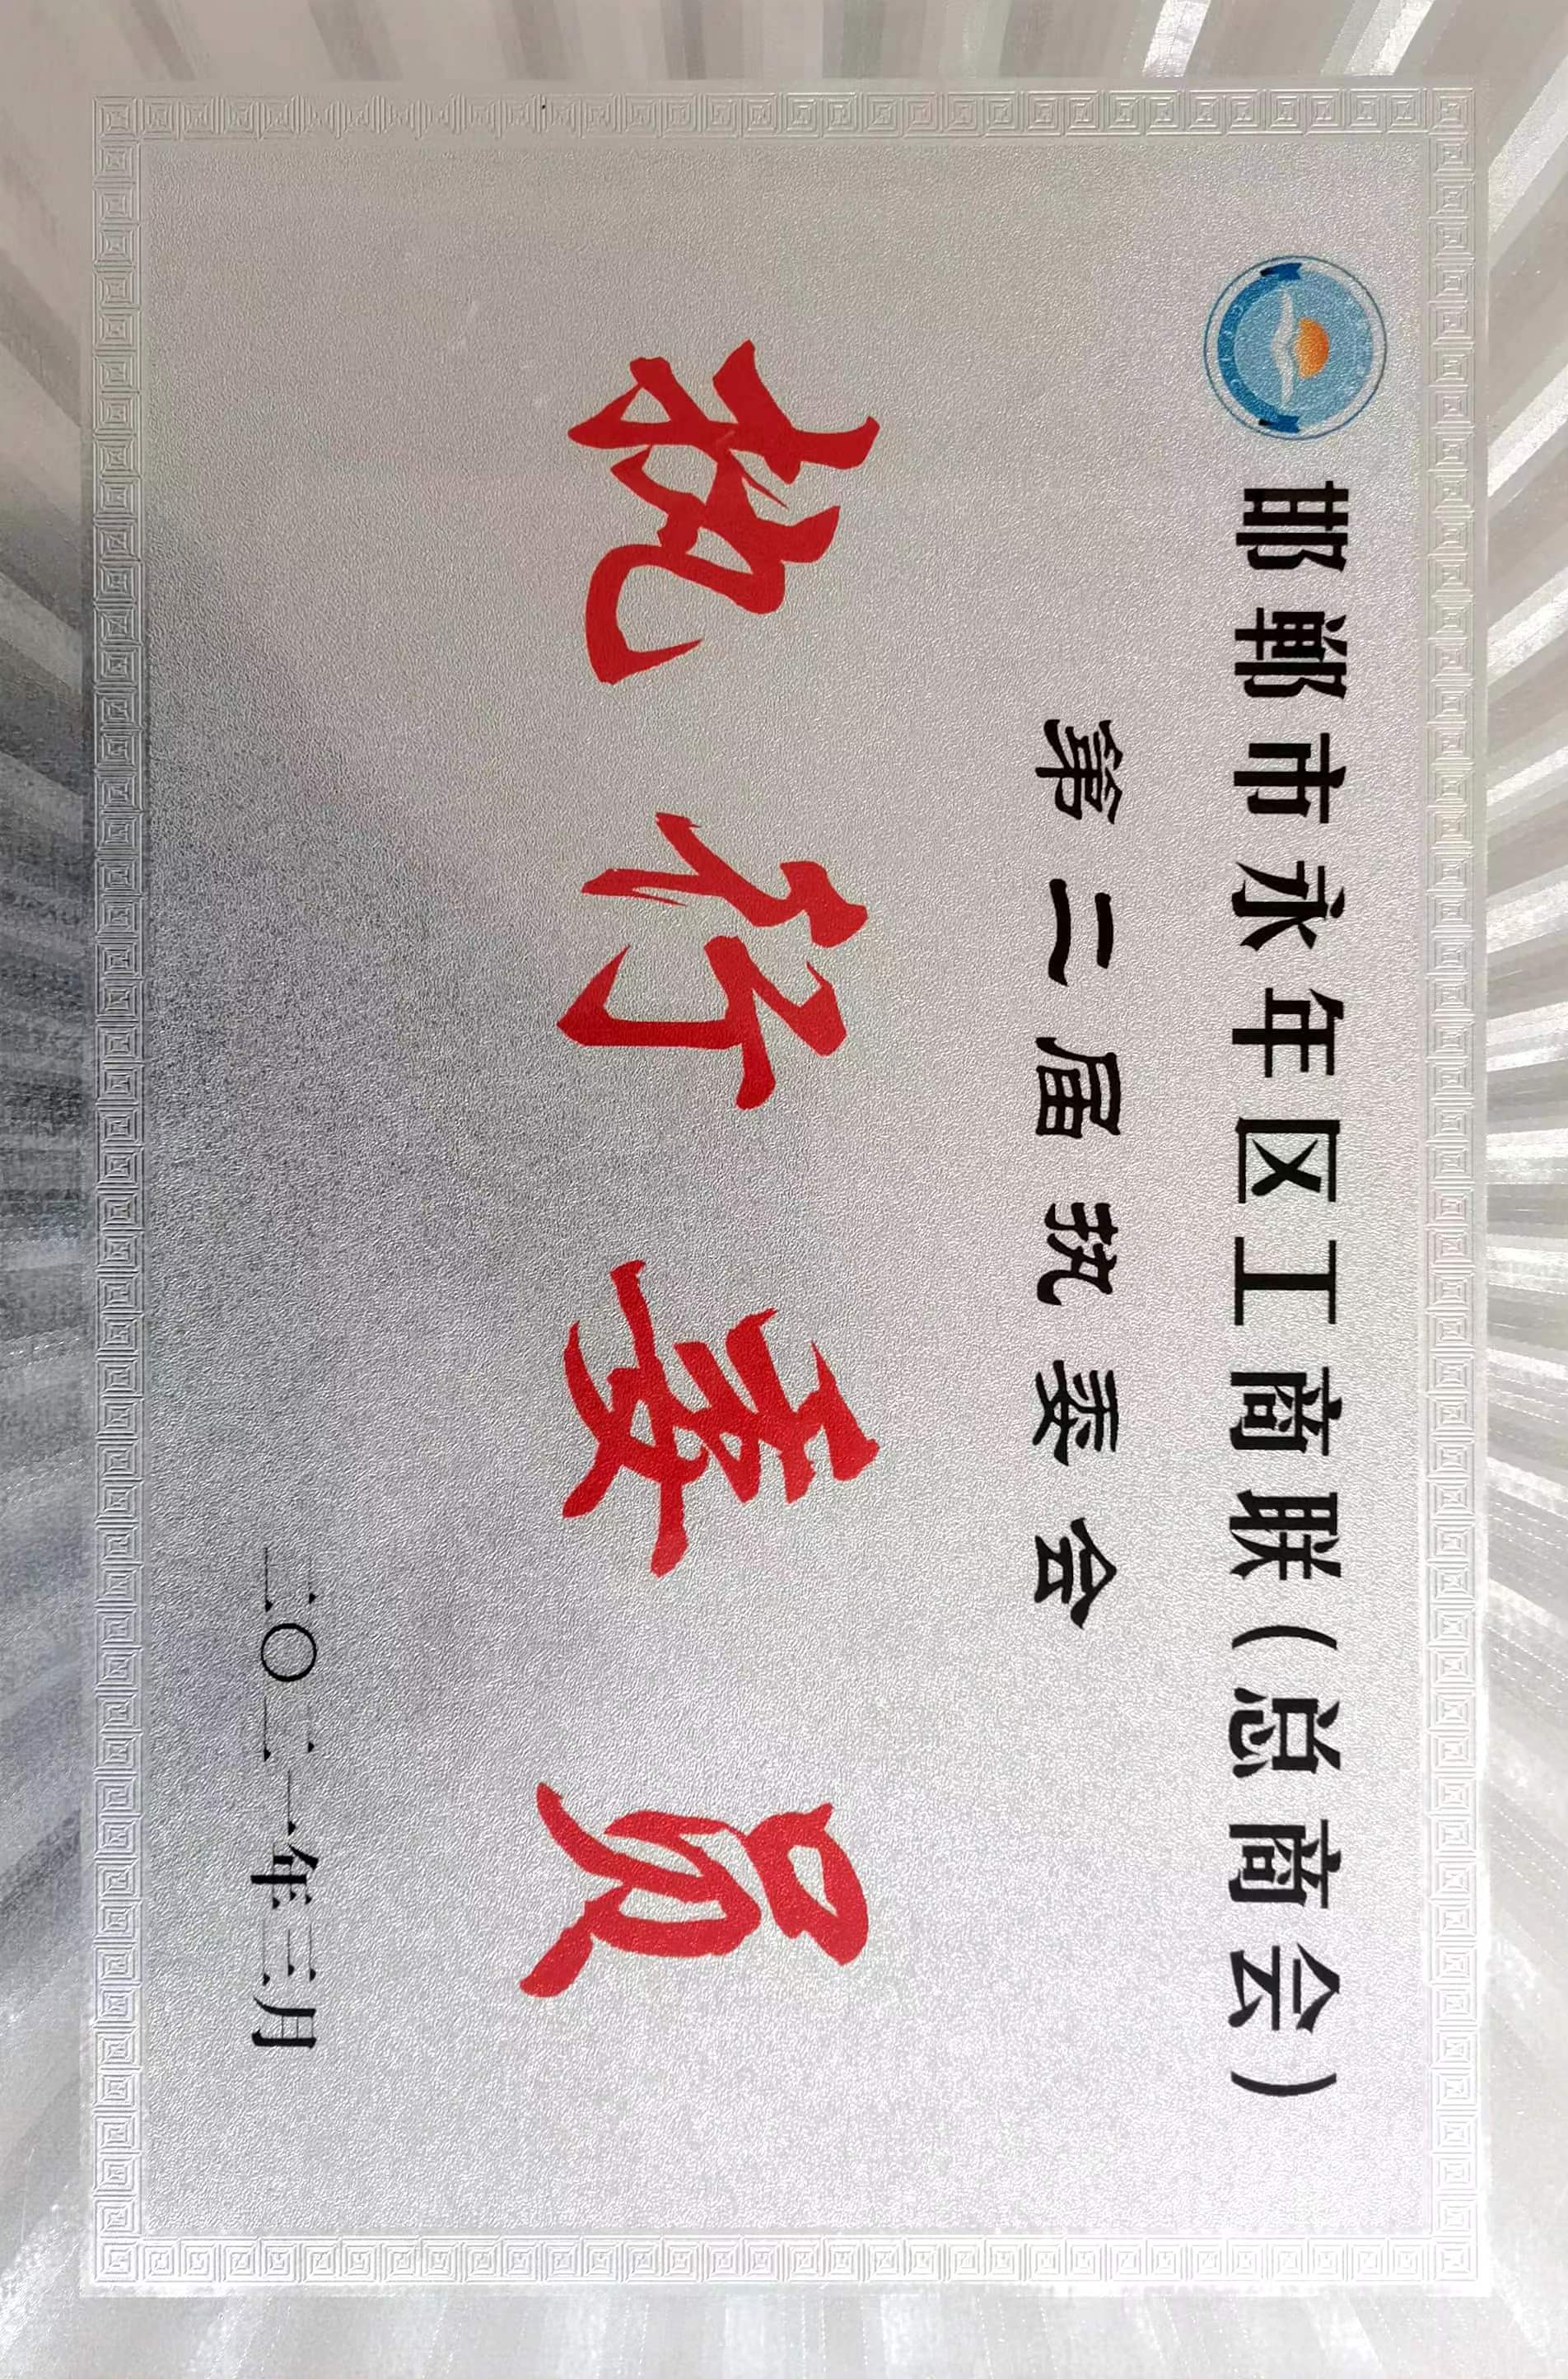 邯郸市永年区工商联(总商会)
第二届执委会
执行委员
二〇二一年三月